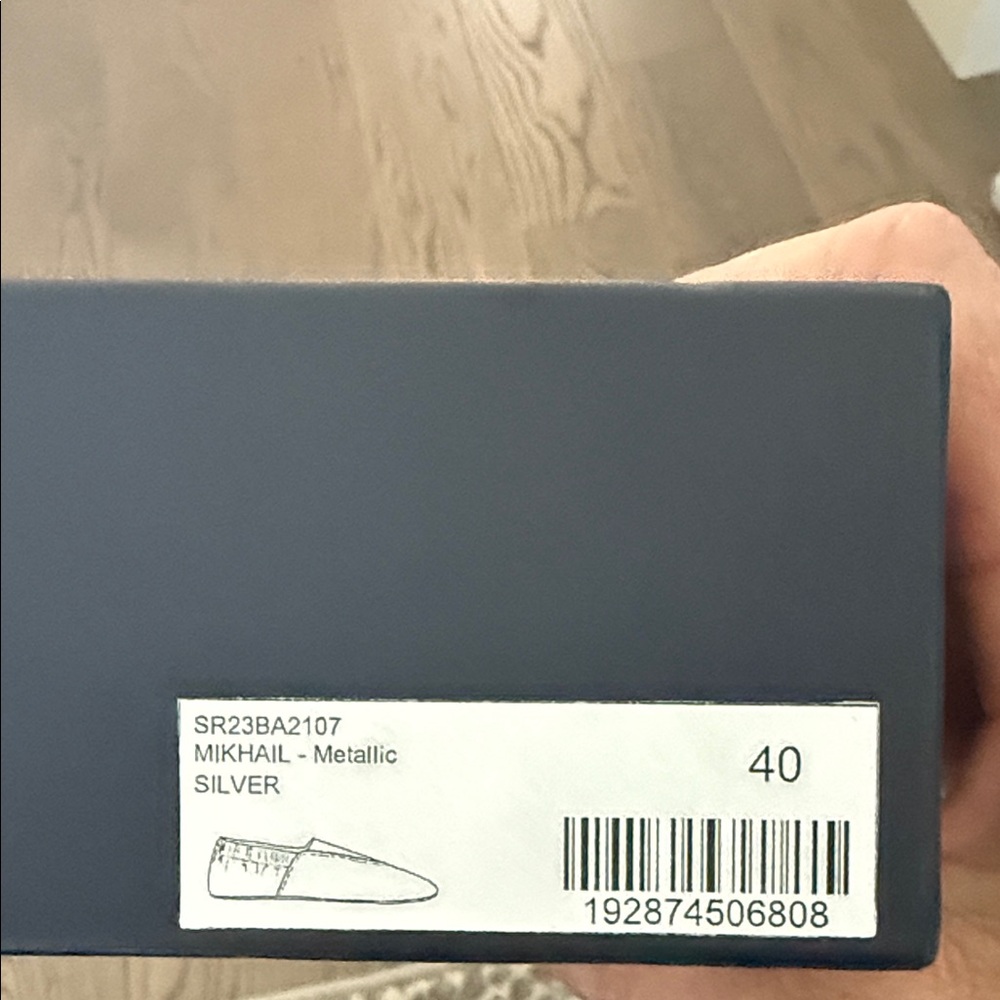 SR23BA2107
MIKHAIL - Metallic
SILVER
40
192874506808